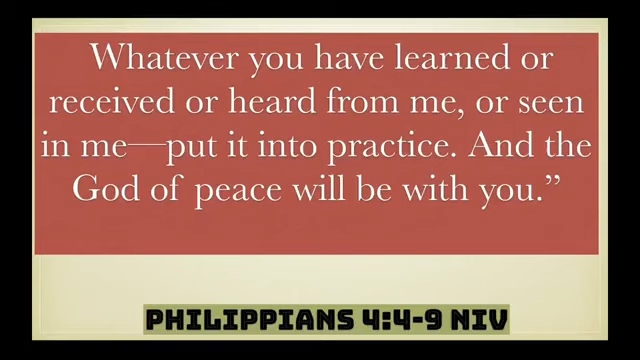 Whatever you have learned or
received or heard from me, or seen
in me—put it into practice. And the
God of peace will be with you.”
PHILIPPIANS 4:4-9 NIV